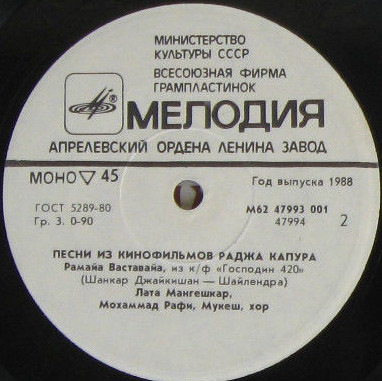 МИНИСТЕРСТВО
КУЛЬТУРЫ СССР
ВСЕСОЮЗНАЯ ФИРМА
ГРАМПЛАСТИНОК
МЕЛОДИЯ
АПРЕЛЕВСКИЙ ОРДЕНА ЛЕНИНА ЗАВОД
МОНО ▽ 45
Год выпуска 1988
ГОСТ 5289-80
М62 47993 001
Гр. 3. 0-90
47994
2
ПЕСНИ ИЗ КИНОФИЛЬМОВ РАДЖА КАПУРА
РамайаВаставайа, из к/ф «Господин 420»
(Шанкар Джайкишан — Шайлендра)
Лата Мангешкар,
Мохаммад Рафи, Мукеш, хор